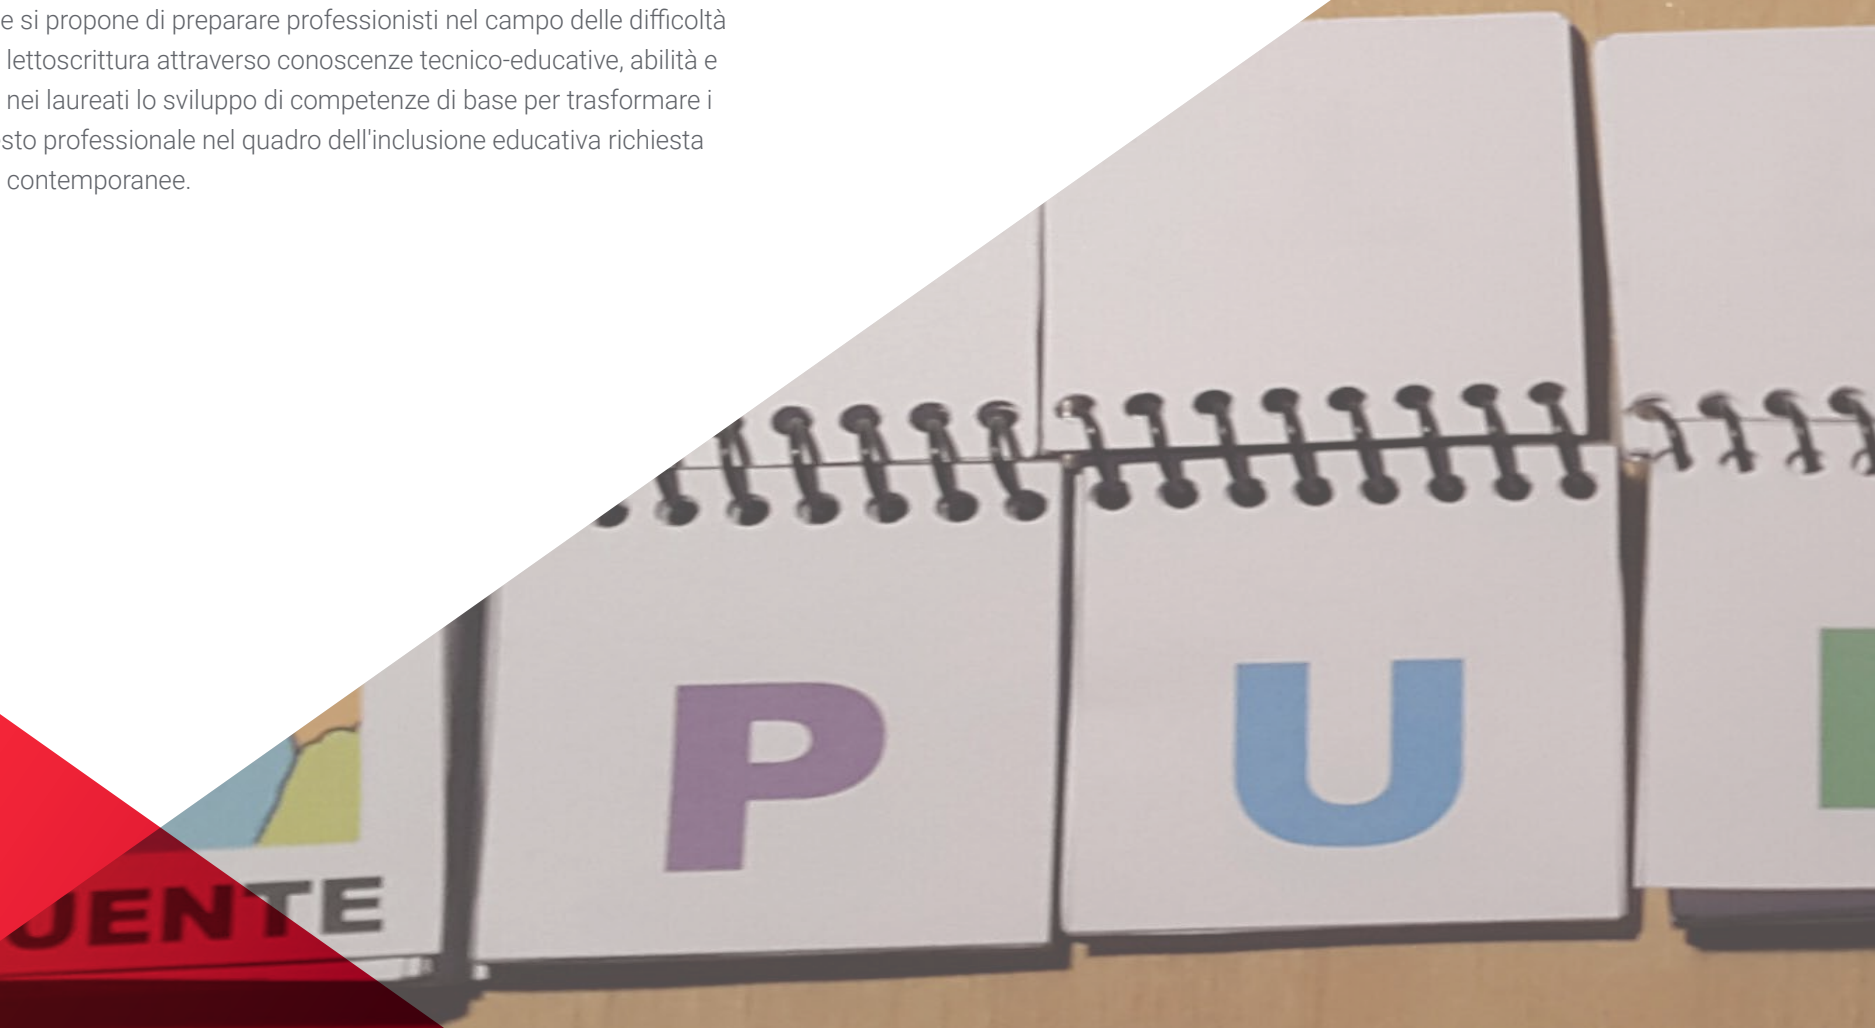 e si propone di preparare professionisti nel campo delle difficoltà
lettoscrittura attraverso conoscenze tecnico-educative, abilità e
nei laureati lo sviluppo di competenze di base per trasformare i
sto professionale nel quadro dell'inclusione educativa richiesta
contemporanee.
P U
UENTE